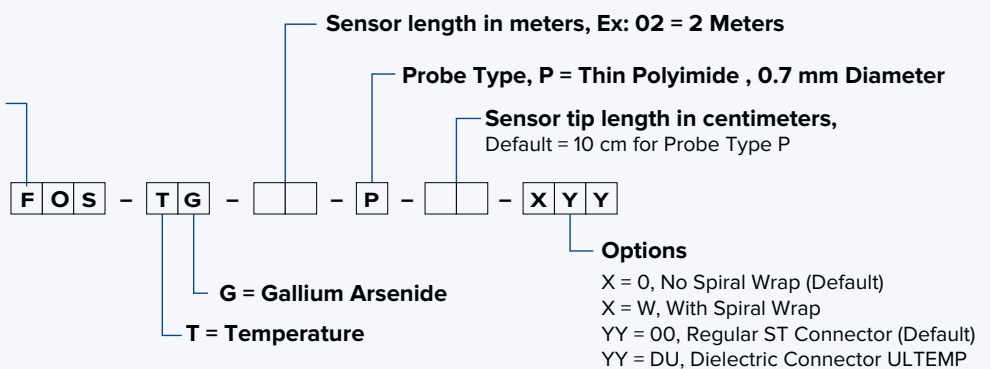 Sensor length in meters, Ex: 02 = 2 Meters
Probe Type, P = Thin Polyimide , 0.7 mm Diameter
Sensor tip length in centimeters,
Default = 10 cm for Probe Type P
F O S – T G – – P – – X Y Y
Options
X = 0, No Spiral Wrap (Default)
G = Gallium Arsenide
X = W, With Spiral Wrap
T = Temperature
YY = 00, Regular ST Connector (Default)
YY = DU, Dielectric Connector ULTEMP